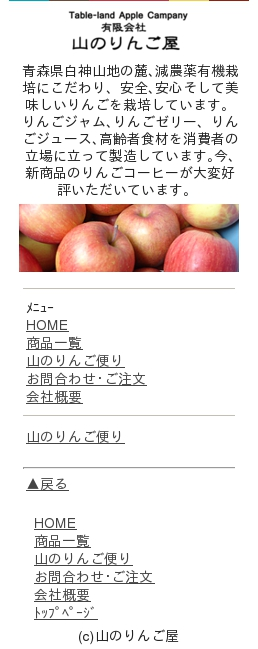 Table-land Apple Campany
有限会社
山のりんご屋
青森県白神山地の麓､減農薬有機栽
培にこだわり、安全､安心そして美
味しいりんごを栽培しています。
りんごジャム､りんごゼリー、りん
ごジュース､高齢者食材を消費者の
立場に立って製造しています｡今、
新商品のりんごコーヒーが大変好
評いただいています。
ﾒﾆｭｰ
HOME
商品一覧
山のりんご便り
お問合わせ･ご注文
会社概要
山のりんご便り
▲戻る
HOME
商品一覧
山のりんご便り
お問合わせ･ご注文
会社概要
ﾄｯﾌﾟﾍﾟｰｼﾞ
(c)山のりんご屋